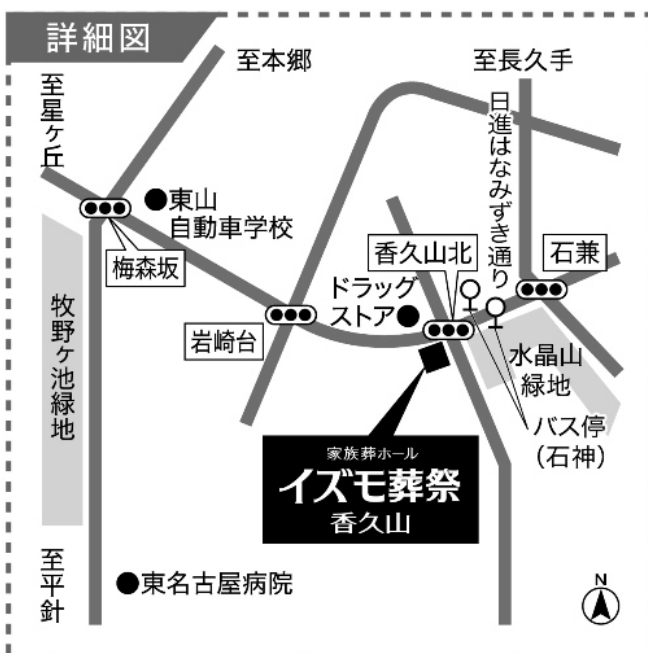 詳細図
至本郷
至長久手
至星ヶ丘
日進はなみずき通り
東山
自動車学校
梅森坂
香久山北
石兼
ドラッグ
ストア
岩崎台
水晶山
緑地
牧野ヶ池緑地
バス停
（石神）
家族葬ホール
イズモ葬祭
香久山
至平針
東名古屋病院
N